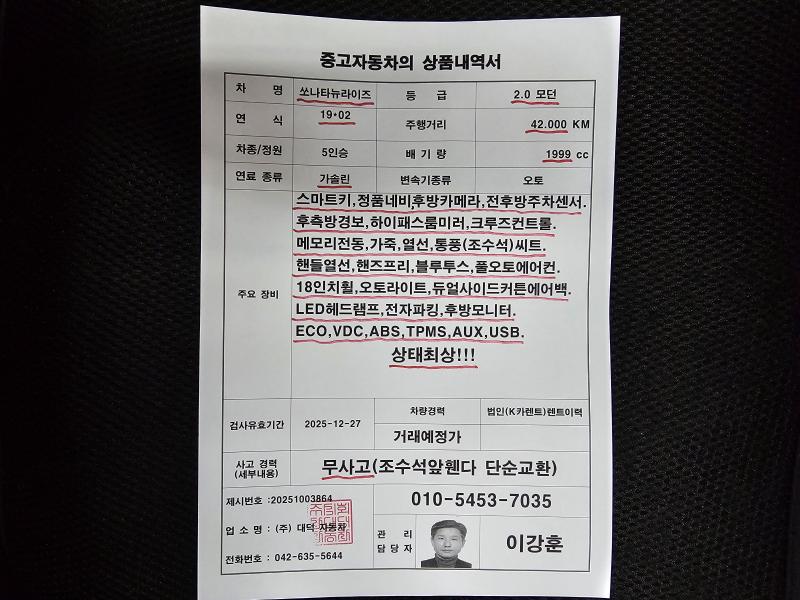 중고자동차의 상품내역서
차 명 쏘나타뉴라이즈 등 급 2.0 모던
연 식 19·02 주행거리 42.000 KM
차종/정원 5인승 배 기 량 1999 cc
연료 종류 가솔린 변속기종류 오토
주요 장비
스마트키,정품네비,후방카메라,전후방주차센서.
후측방경보,하이패스룸미러,크루즈컨트롤.
메모리전동,가죽,열선,통풍(조수석)씨트.
핸들열선,핸즈프리,블루투스,풀오토에어컨.
18인치휠,오토라이트,듀얼사이드커튼에어백.
LED헤드램프,전자파킹,후방모니터.
ECO,VDC,ABS,TPMS,AUX,USB.
상태최상!!!
검사유효기간 2025-12-27 차량경력 법인(K카렌트)렌트이력
거래예정가
사고 경력
(세부내용)
무사고(조수석앞휀다 단순교환)
제시번호 :20251003864
업 소 명 : (주) 대덕 자동차
전화번호 : 042-635-5644
010-5453-7035
관 리
담 당 자
이강훈